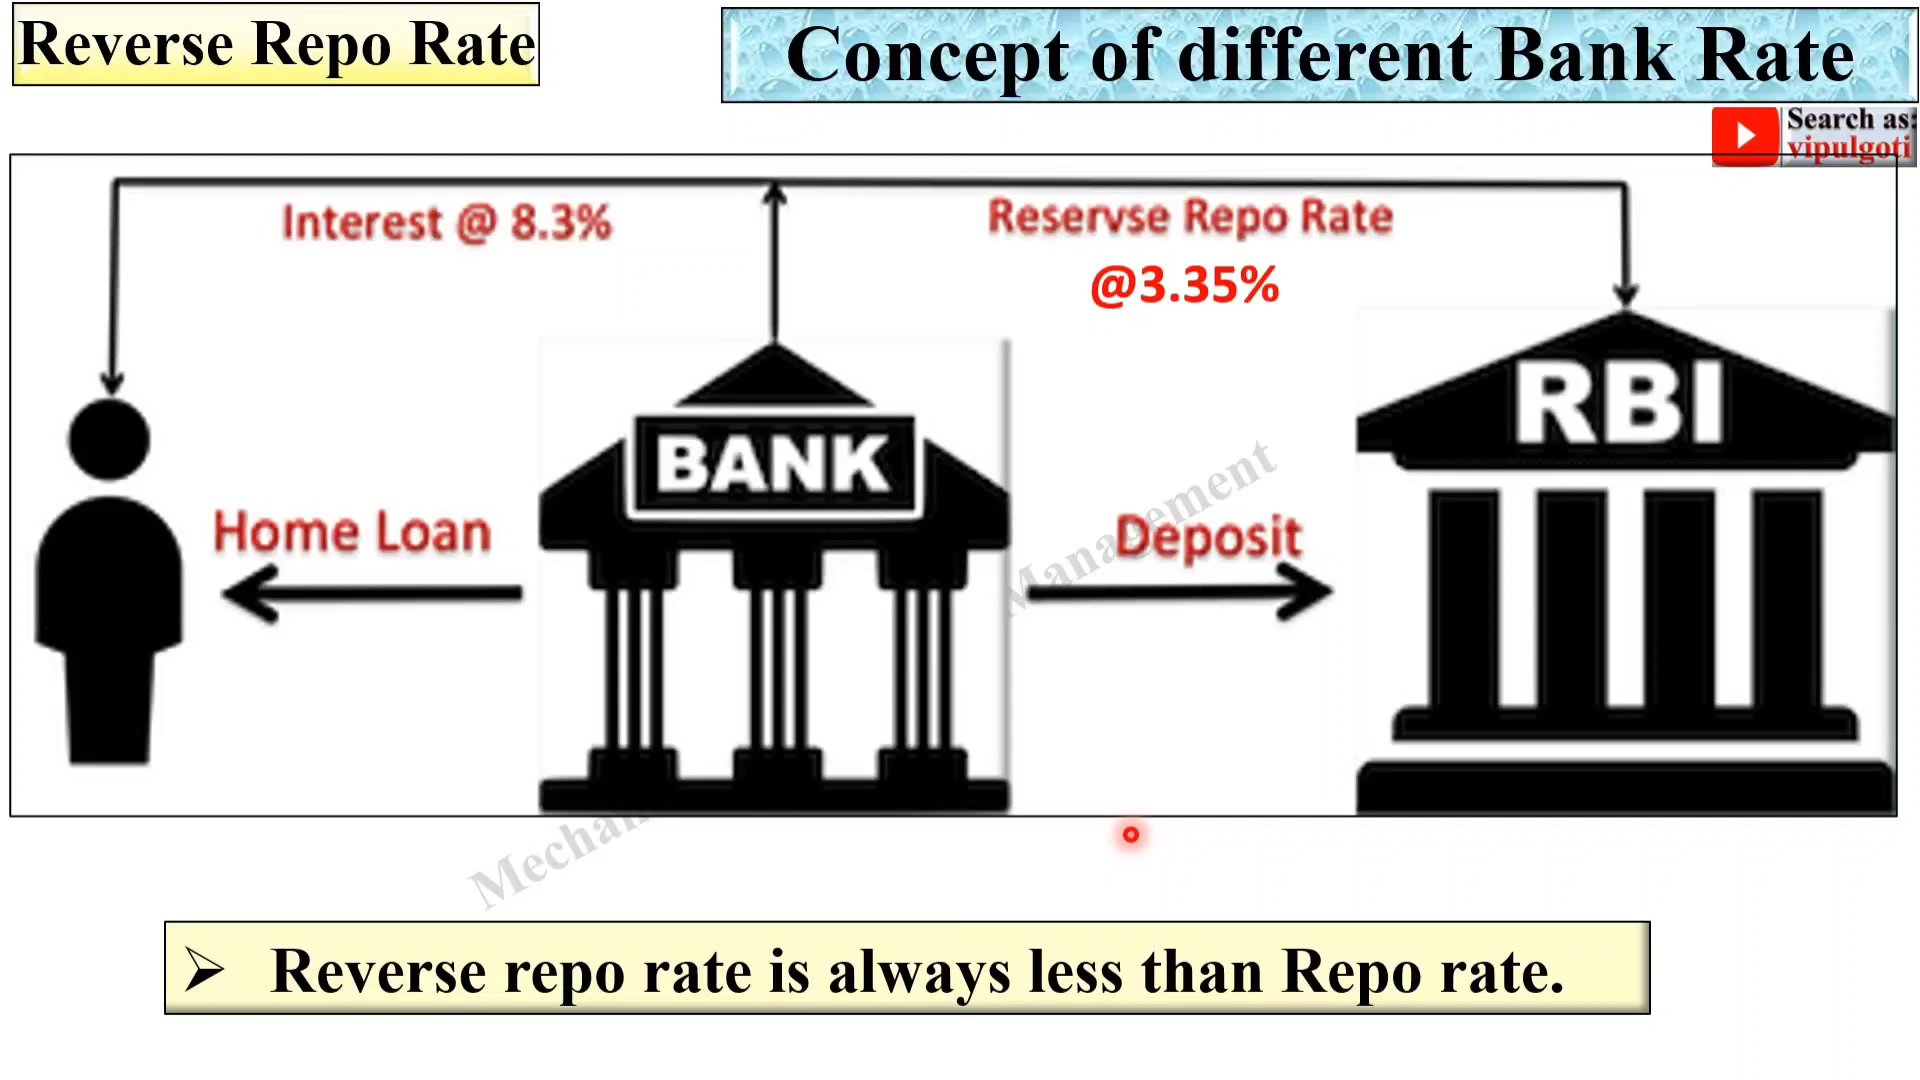 Reverse Repo Rate
Concept of different Bank Rate
Search as:
vipulgoti
Interest @ 8.3%
Reservse Repo Rate
@3.35%
RBI
BANK
Home Loan
Deposit
Management
➢ Reverse repo rate is always less than Repo rate.